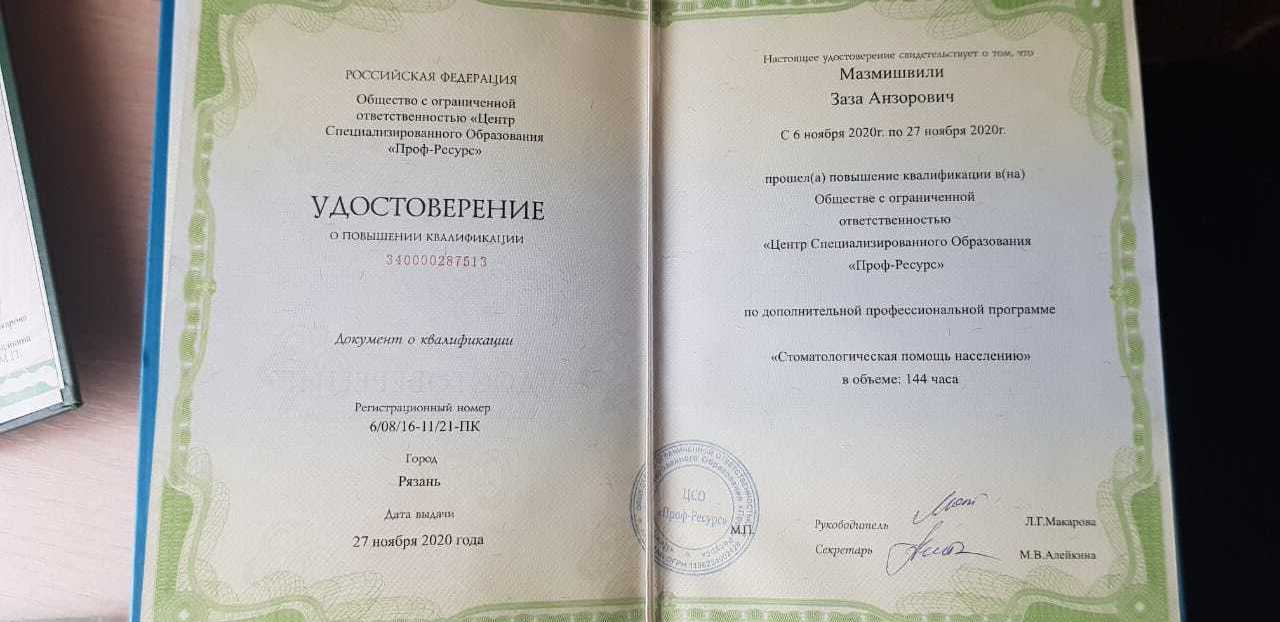 РОССИЙСКАЯ ФЕДЕРАЦИЯ
Общество с ограниченной
ответственностью «Центр
Специализированного Образования
«Проф-Ресурс»
УДОСТОВЕРЕНИЕ
О ПОВЫШЕНИИ КВАЛИФИКАЦИИ
340000287513
Документ о квалификации
Регистрационный номер
6/08/16-11/21-ПК
Город
Рязань
Дата выдачи
27 ноября 2020 года
Настоящее удостоверение свидетельствует о том, что
Мазмишвили
Заза Анзорович
С 6 ноября 2020г. по 27 ноября 2020г.
прошел(а) повышение квалификации в(на)
Обществе с ограниченной
ответственностью
«Центр Специализированного Образования
«Проф-Ресурс»
по дополнительной профессиональной программе
«Стоматологическая помощь населению»
в объеме: 144 часа
ЦСО
«Проф-Ресурс»
М.П.
Руководитель
Л.Г.Макарова
Секретарь
М.В.Алейкина
М.П.